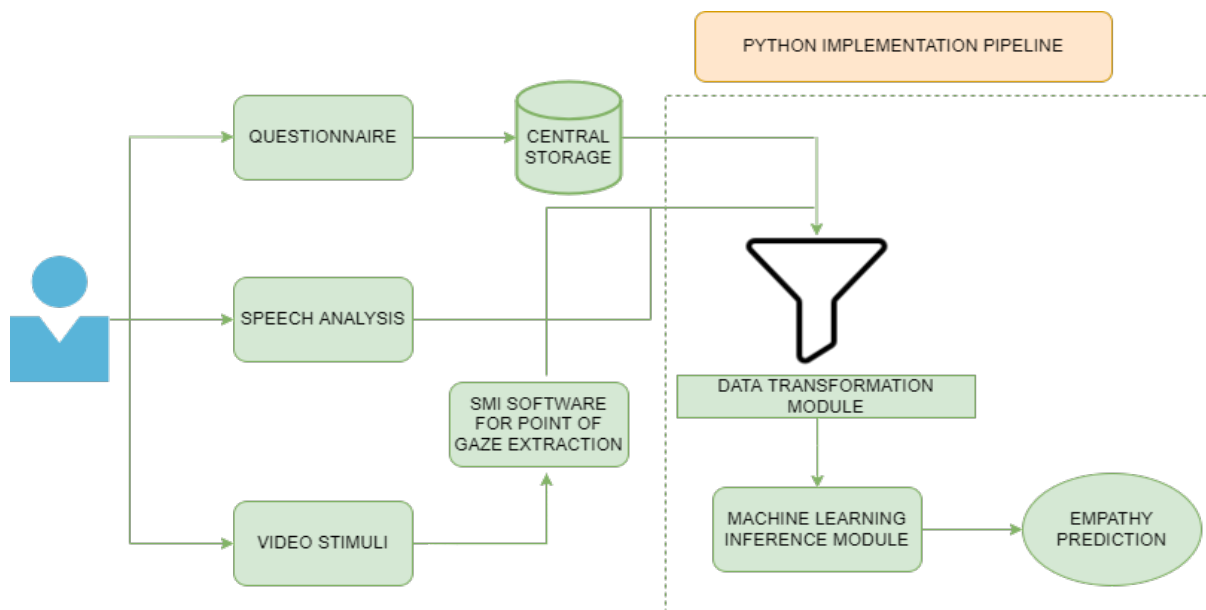 PYTHON IMPLEMENTATION PIPELINE
QUESTIONNAIRE
CENTRAL
STORAGE
SPEECH ANALYSIS
SMI SOFTWARE
FOR POINT OF
GAZE EXTRACTION
DATA TRANSFORMATION
MODULE
VIDEO STIMULI
MACHINE LEARNING
INFERENCE MODULE
EMPATHY
PREDICTION